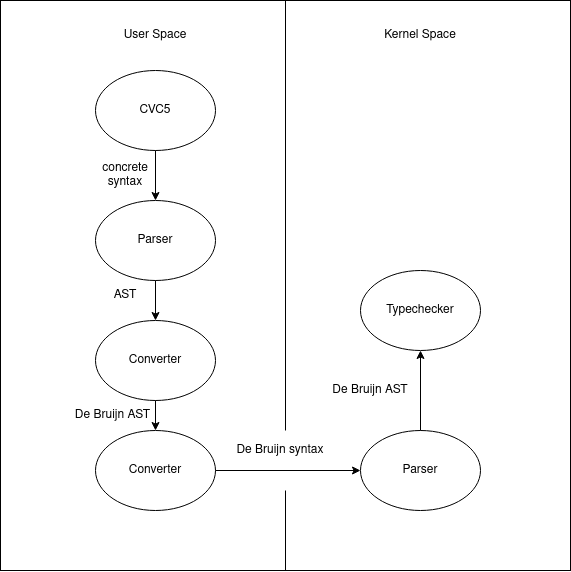 User Space
Kernel Space
CVC5
concrete
syntax
Parser
AST
Typechecker
Converter
De Bruijn AST
De Bruijn AST
Converter
De Bruijn syntax
Parser